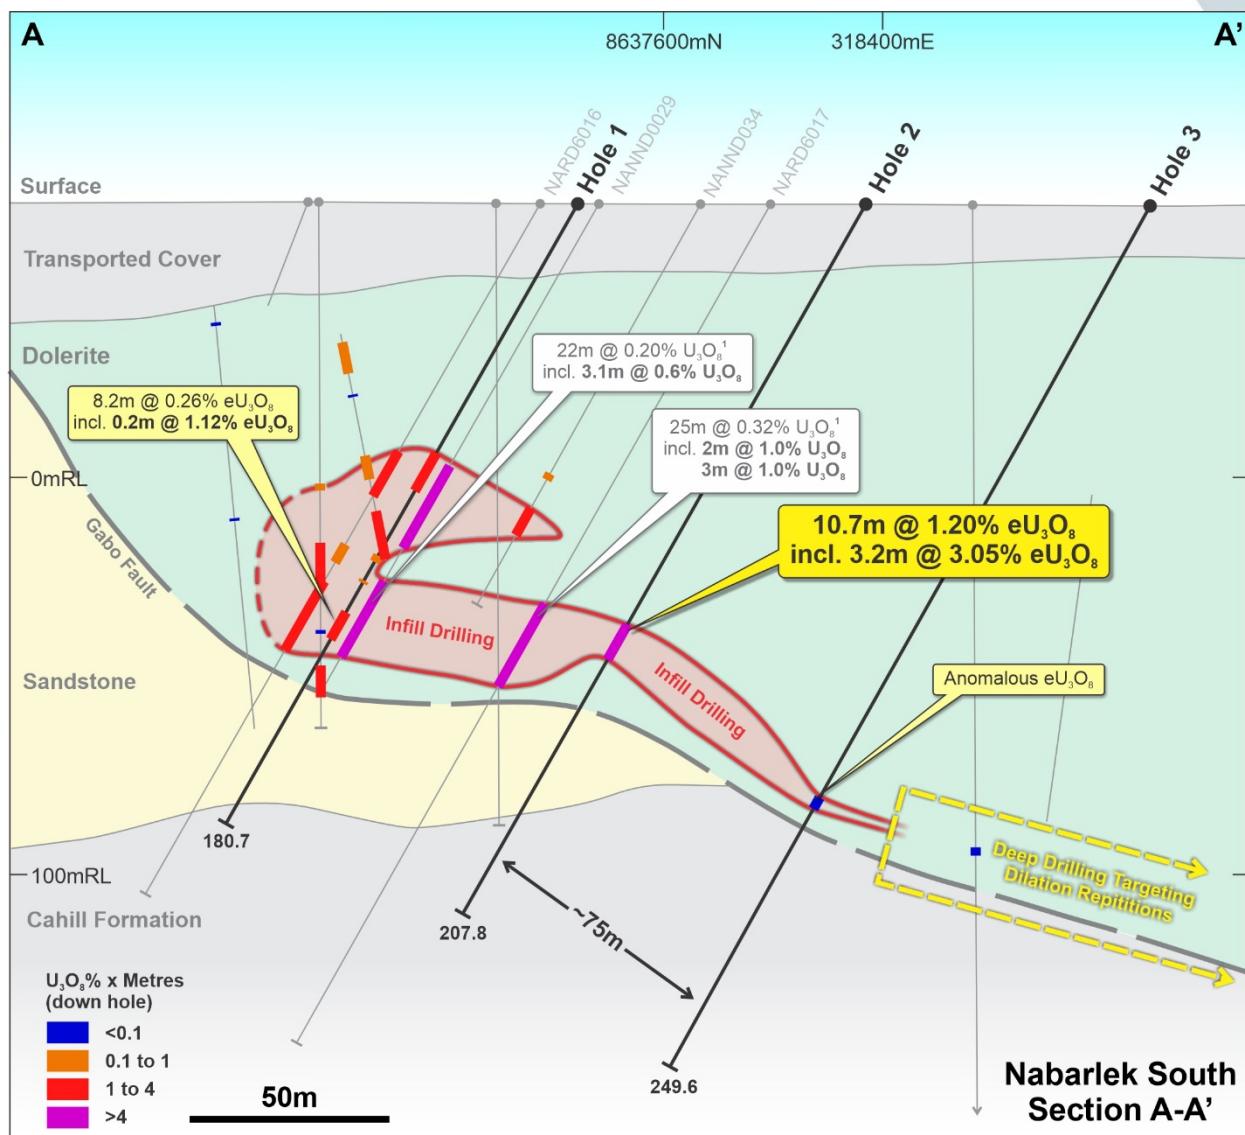 A
A'
8637600mN
318400mE
NARD6016
Hole 1
NANND0029
NANND034
NARD6017
Hole 2
Hole 3
Surface
Transported Cover
Dolerite
22m @ 0.20% U₃O₈¹
incl. 3.1m @ 0.6% U₃O₈
8.2m @ 0.26% eU₃O₈
incl. 0.2m @ 1.12% eU₃O₈
25m @ 0.32% U₃O₈¹
incl. 2m @ 1.0% U₃O₈
3m @ 1.0% U₃O₈
0mRL
10.7m @ 1.20% eU₃O₈
incl. 3.2m @ 3.05% eU₃O₈
Gabo Fault
Infill Drilling
Infill Drilling
Sandstone
Anomalous eU₃O₈
180.7
Deep Drilling Targeting
Dilation Repititions
100mRL
Cahill Formation
207.8
~75m
249.6
U₃O₈% x Metres
(down hole)
<0.1
0.1 to 1
1 to 4
>4
50m
Nabarlek South
Section A-A'